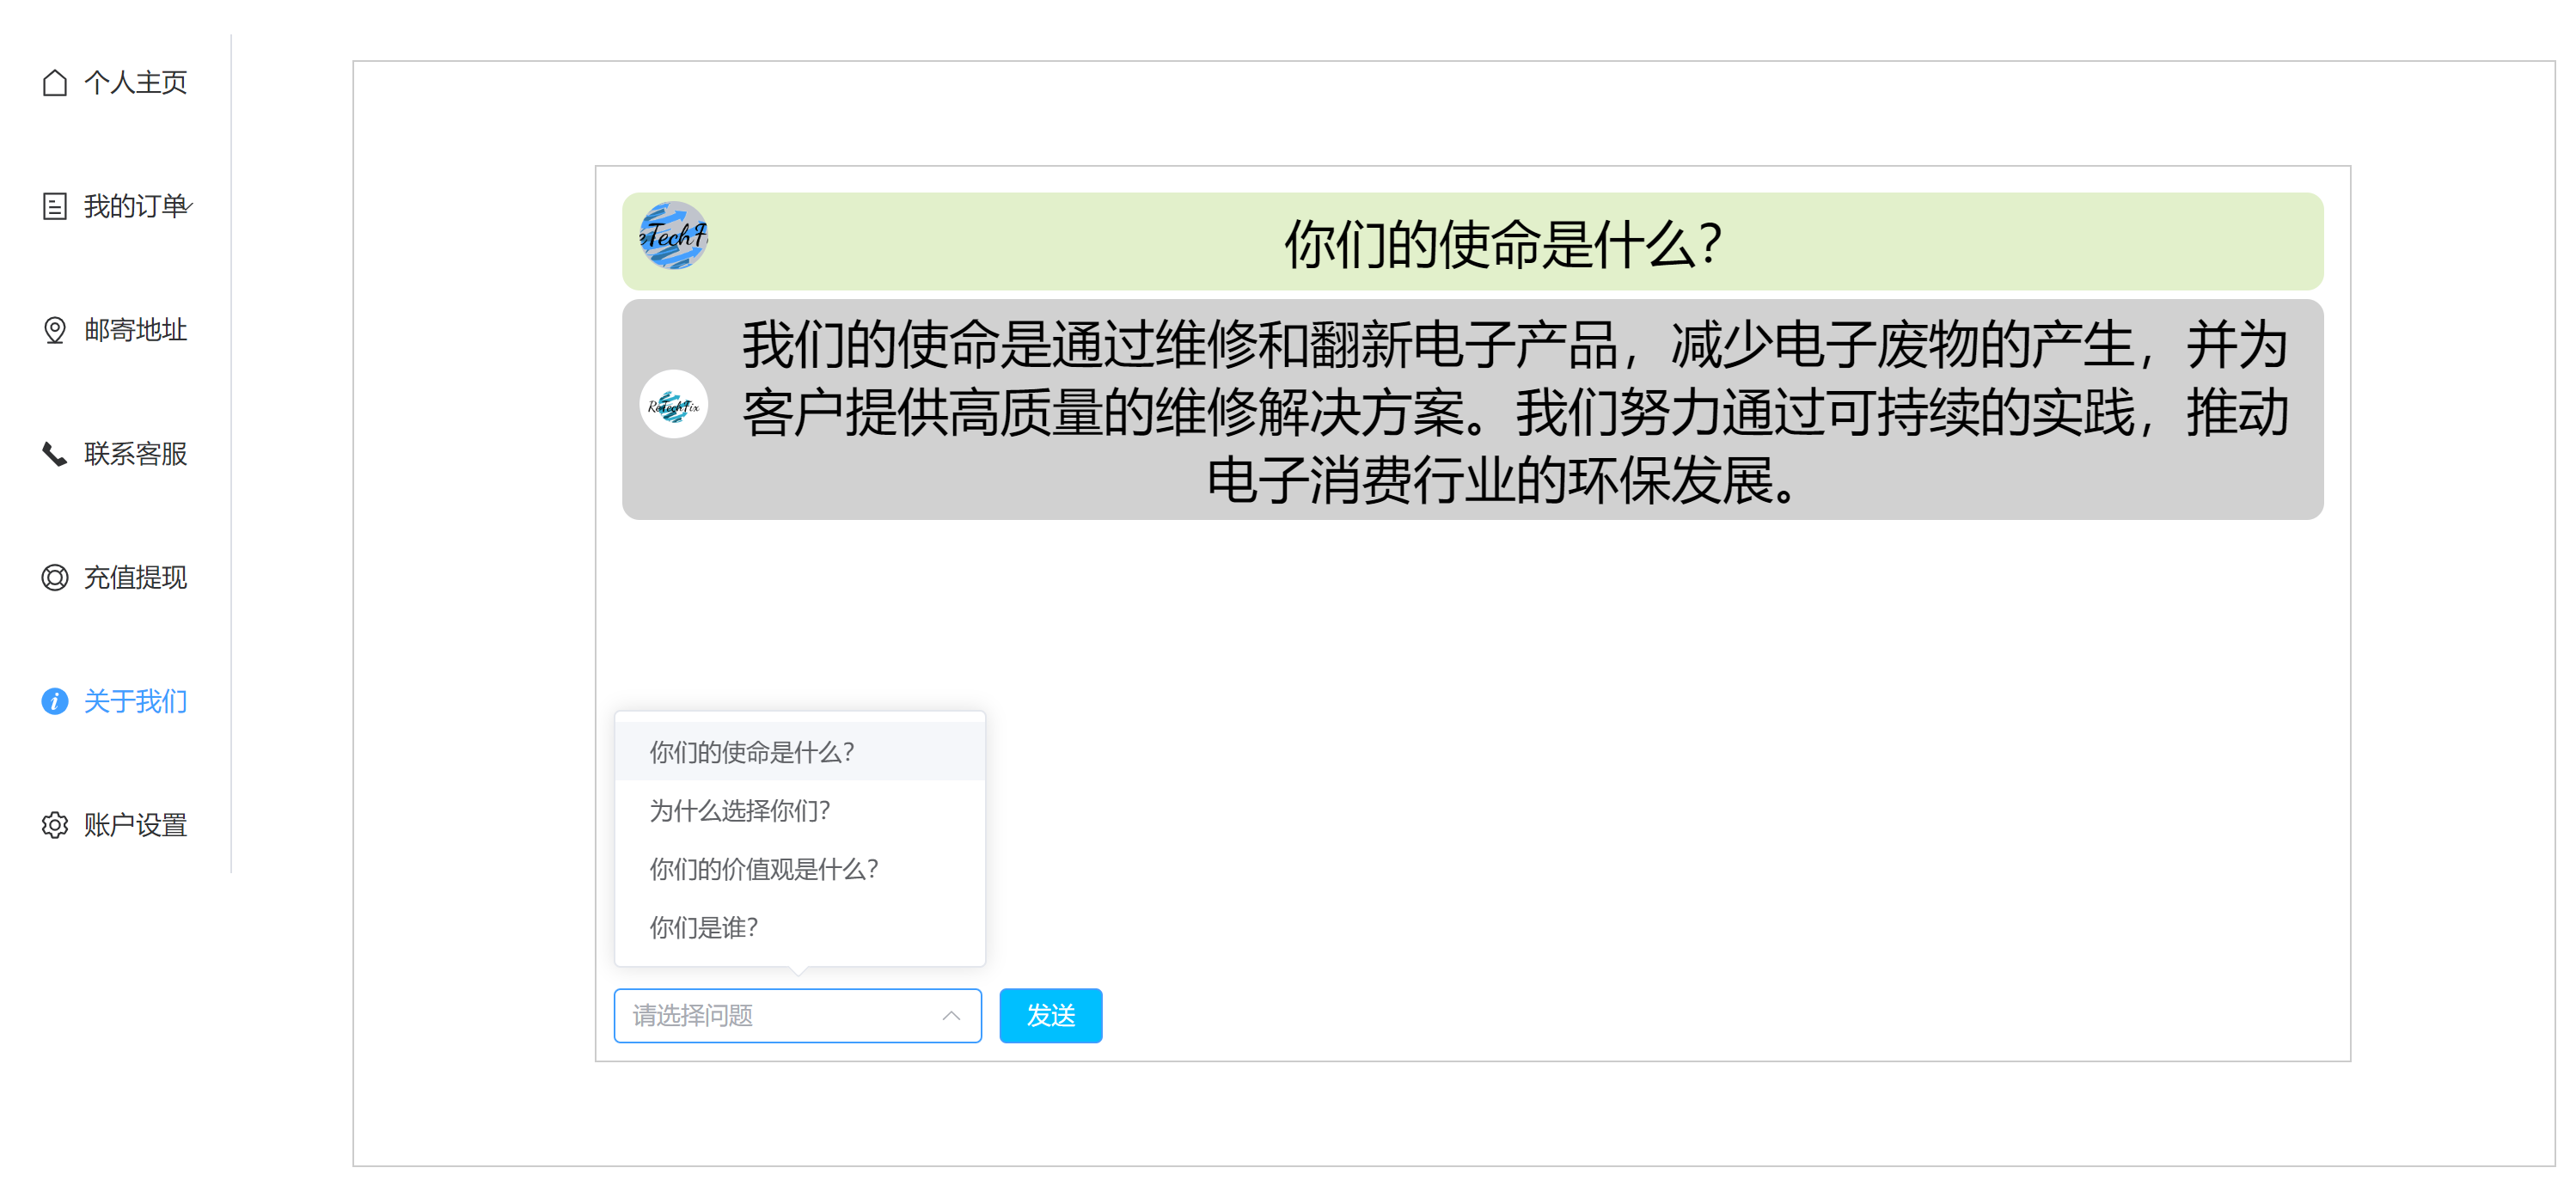 个人主页
我的订单
邮寄地址
联系客服
充值提现
关于我们
账户设置
eTechF
你们的使命是什么？
ReTechFix
我们的使命是通过维修和翻新电子产品，减少电子废物的产生，并为
客户提供高质量的维修解决方案。我们努力通过可持续的实践，推动
电子消费行业的环保发展。
你们的使命是什么？
为什么选择你们？
你们的价值观是什么？
你们是谁？
请选择问题
发送